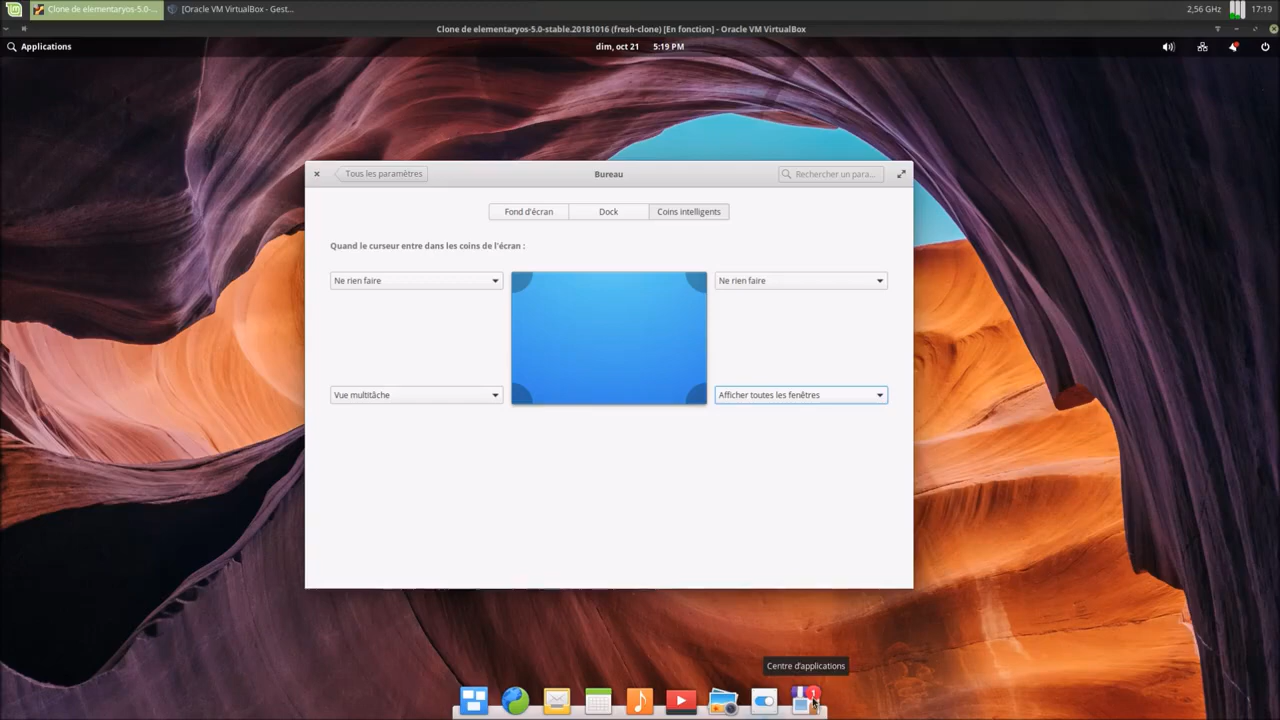 Clone de elementaryos-5.0-...
[Oracle VM VirtualBox - Gest...
2,56 GHz
17:19
Clone de elementaryos-5.0-stable.20181016 (fresh-clone) [En fonction] - Oracle VM VirtualBox
Applications
dim, oct 21 5:19 PM
Tous les paramètres
Bureau
Rechercher un para...
Fond d'écran
Dock
Coins intelligents
Quand le curseur entre dans les coins de l'écran :
Ne rien faire
Ne rien faire
Vue multitâche
Afficher toutes les fenêtres
Centre d'applications
1